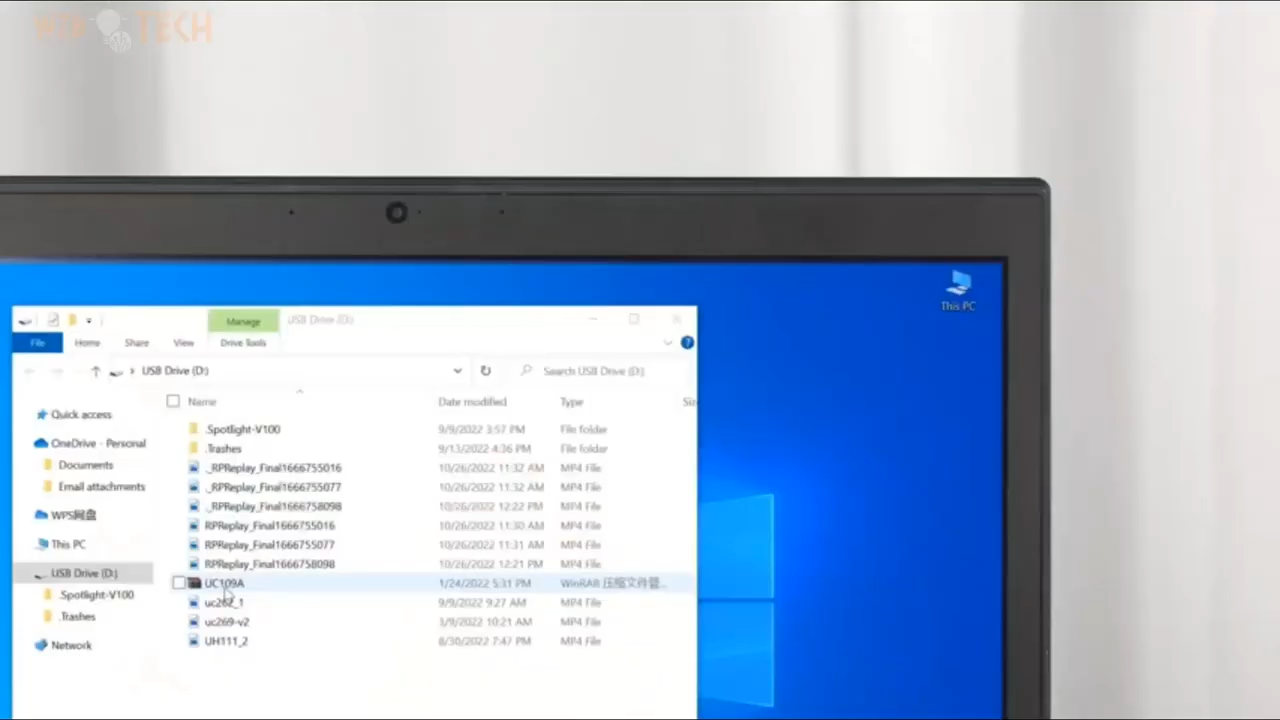 TECH
This PC
Manage
USB Drive (D:)
File
Home
Share
View
Drive Tools
USB Drive (D:)
Search USB Drive (D:)
Name
Date modified
Type
Quick access
OneDrive - Personal
Documents
Email attachments
WPS网盘
This PC
USB Drive (D:)
.Spotlight-V100
.Trashes
Network
.Spotlight-V100 9/9/2022 3:57 PM File folder
.Trashes 9/13/2022 4:36 PM File folder
._RPReplay_Final1666755016 10/26/2022 11:32 AM MP4 File
._RPReplay_Final1666755077 10/26/2022 11:32 AM MP4 File
._RPReplay_Final1666758098 10/26/2022 12:22 PM MP4 File
RPReplay_Final1666755016 10/26/2022 11:30 AM MP4 File
RPReplay_Final1666755077 10/26/2022 11:31 AM MP4 File
RPReplay_Final1666758098 10/26/2022 12:21 PM MP4 File
UC109A 1/24/2022 5:31 PM WinRAR 压缩文件管...
uc262_1 9/9/2022 9:27 AM MP4 File
uc269-v2 3/9/2022 10:21 AM MP4 File
UH111_2 8/30/2022 7:47 PM MP4 File